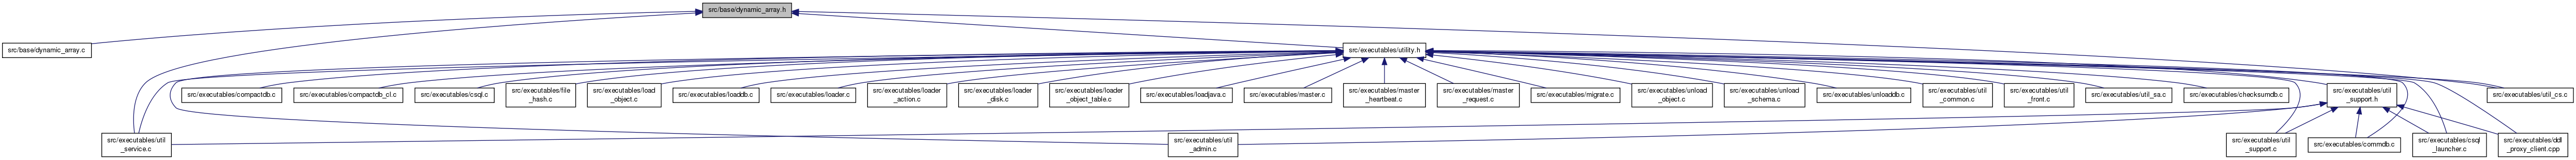 src/base/dynamic_array.h
src/base/dynamic_array.c
src/executables/utility.h
src/executables/compactdb.c
src/executables/compactdb_cl.c
src/executables/csql.c
src/executables/file
_hash.c
src/executables/load
_object.c
src/executables/loaddb.c
src/executables/loader.c
src/executables/loader
_action.c
src/executables/loader
_disk.c
src/executables/loader
_object_table.c
src/executables/loadjava.c
src/executables/master.c
src/executables/master
_heartbeat.c
src/executables/master
_request.c
src/executables/migrate.c
src/executables/unload
_object.c
src/executables/unload
_schema.c
src/executables/unloaddb.c
src/executables/util
_common.c
src/executables/util
_front.c
src/executables/util_sa.c
src/executables/checksumdb.c
src/executables/util
_support.h
src/executables/util_cs.c
src/executables/util
_service.c
src/executables/util
_admin.c
src/executables/util
_support.c
src/executables/commdb.c
src/executables/csql
_launcher.c
src/executables/ddl
_proxy_client.cpp